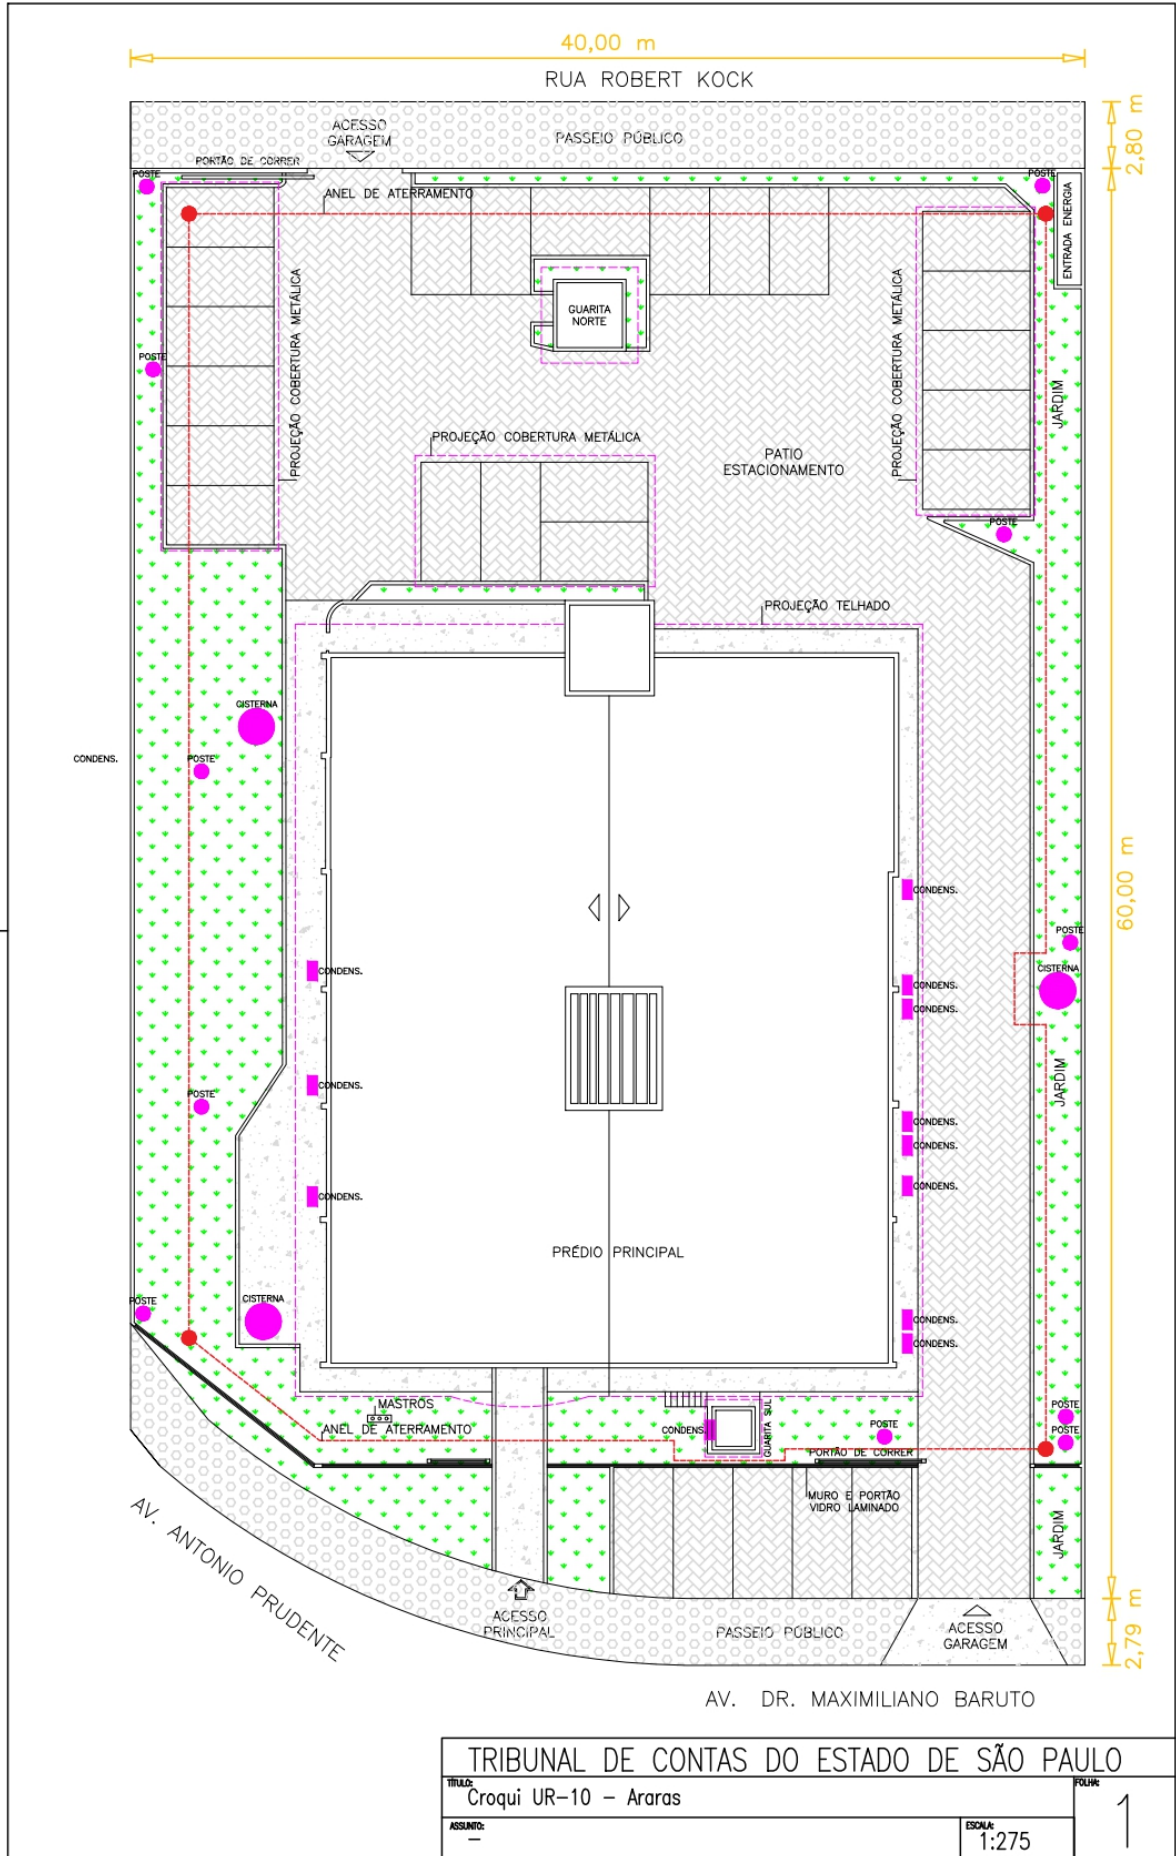 40,00 m
RUA ROBERT KOCK
2,80 m
ACESSO
GARAGEM
PASSEIO PÚBLICO
PORTÃO DE CORRER
POSTE
POSTE
ANEL DE ATERRAMENTO
ENTRADA ENERGIA
PROJEÇÃO COBERTURA METÁLICA
GUARITA
NORTE
PROJEÇÃO COBERTURA METÁLICA
POSTE
JARDIM
PROJEÇÃO COBERTURA METÁLICA
PATIO
ESTACIONAMENTO
POSTE
PROJEÇÃO TELHADO
CISTERNA
CONDENS.
POSTE
60,00 m
CONDENS.
POSTE
CONDENS.
CISTERNA
CONDENS.
CONDENS.
CONDENS.
JARDIM
POSTE
CONDENS.
CONDENS.
CONDENS.
CONDENS.
PRÉDIO PRINCIPAL
POSTE
CISTERNA
CONDENS.
CONDENS.
MASTROS
POSTE
ANEL DE ATERRAMENTO
CONDENS.
GUARITA SUL
POSTE
POSTE
PORTÃO DE CORRER
MURO E PORTÃO
VIDRO LAMINADO
JARDIM
AV. ANTONIO PRUDENTE
ACESSO
PRINCIPAL
PASSEIO PÚBLICO
ACESSO
GARAGEM
2,79 m
AV. DR. MAXIMILIANO BARUTO
TRIBUNAL DE CONTAS DO ESTADO DE SÃO PAULO
TÍTULO:
Croqui UR-10 - Araras
FOLHA:
1
ASSUNTO:
-
ESCALA:
1:275